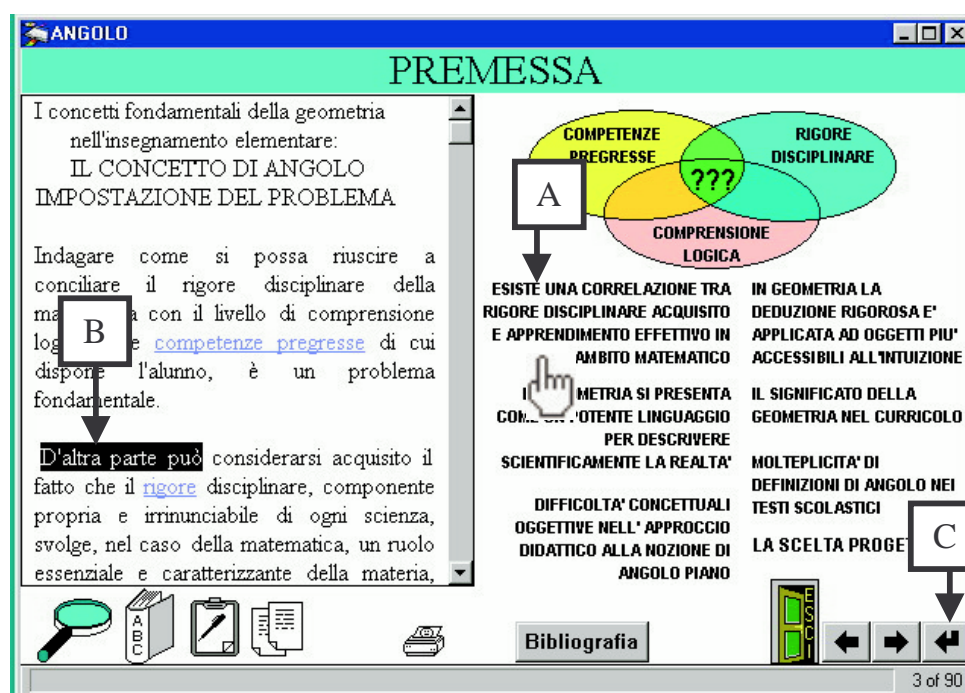 ANGOLO
PREMESSA
I concetti fondamentali della geometria
nell'insegnamento elementare:
IL CONCETTO DI ANGOLO
IMPOSTAZIONE DEL PROBLEMA
Indagare come si possa riuscire a
conciliare il rigore disciplinare della
con il livello di comprensione
competenze pregresse di cui
dispone l'alunno, è un problema
fondamentale.
D'altra parte può considerarsi acquisito il
fatto che il rigore disciplinare, componente
propria e irrinunciabile di ogni scienza,
svolge, nel caso della matematica, un ruolo
essenziale e caratterizzante della materia,
B
COMPETENZE
PREGRESSE
RIGORE
DISCIPLINARE
???
COMPRENSIONE
LOGICA
A
ESISTE UNA CORRELAZIONE TRA
RIGORE DISCIPLINARE ACQUISITO
E APPRENDIMENTO EFFETTIVO IN
AMBITO MATEMATICO
METRIA SI PRESENTA
POTENTE LINGUAGGIO
PER DESCRIVERE
SCIENTIFICAMENTE LA REALTA'
DIFFICOLTA' CONCETTUALI
OGGETTIVE NELL' APPROCCIO
DIDATTICO ALLA NOZIONE DI
ANGOLO PIANO
IN GEOMETRIA LA
DEDUZIONE RIGOROSA E'
APPLICATA AD OGGETTI PIU'
ACCESSIBILI ALL'INTUIZIONE
IL SIGNIFICATO DELLA
GEOMETRIA NEL CURRICOLO
MOLTEPLICITA' DI
DEFINIZIONI DI ANGOLO NEI
TESTI SCOLASTICI
LA SCELTA PROGET
C
ABC
Bibliografia
ESCI
3 of 90